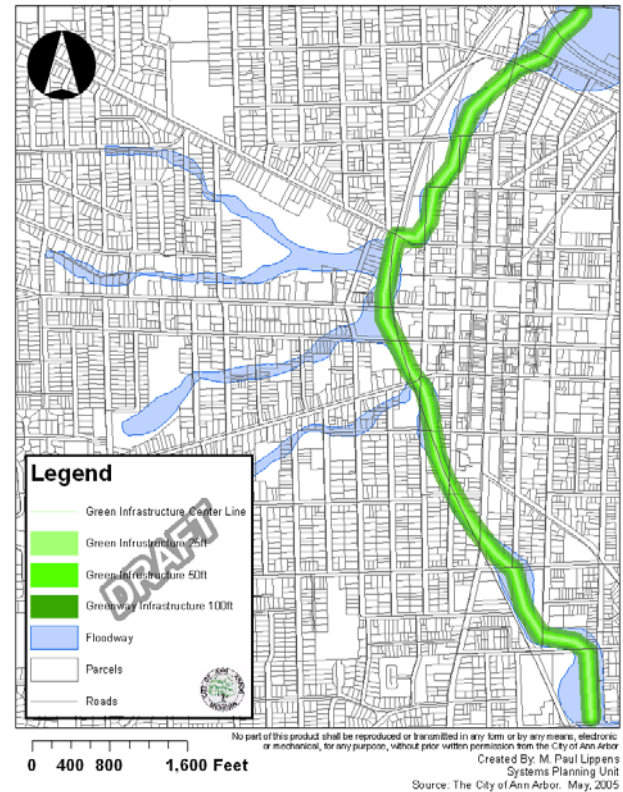 Legend
Green Infrastructure Center Line
Green Infrustructure 25ft
Green Infrustructure 50ft
Greenway Infrastructure 100ft
Floodway
Parcels
Roads
DRAFT
0 400 800 1,600 Feet
No part of this product shall be reproduced or transmitted in any form or by any means, electronic
or mechanical, for any purpose, without prior written permission from the City of Ann Arbor
Created By: M. Paul Lippens
Systems Planning Unit
Source: The City of Ann Arbor. May, 2005